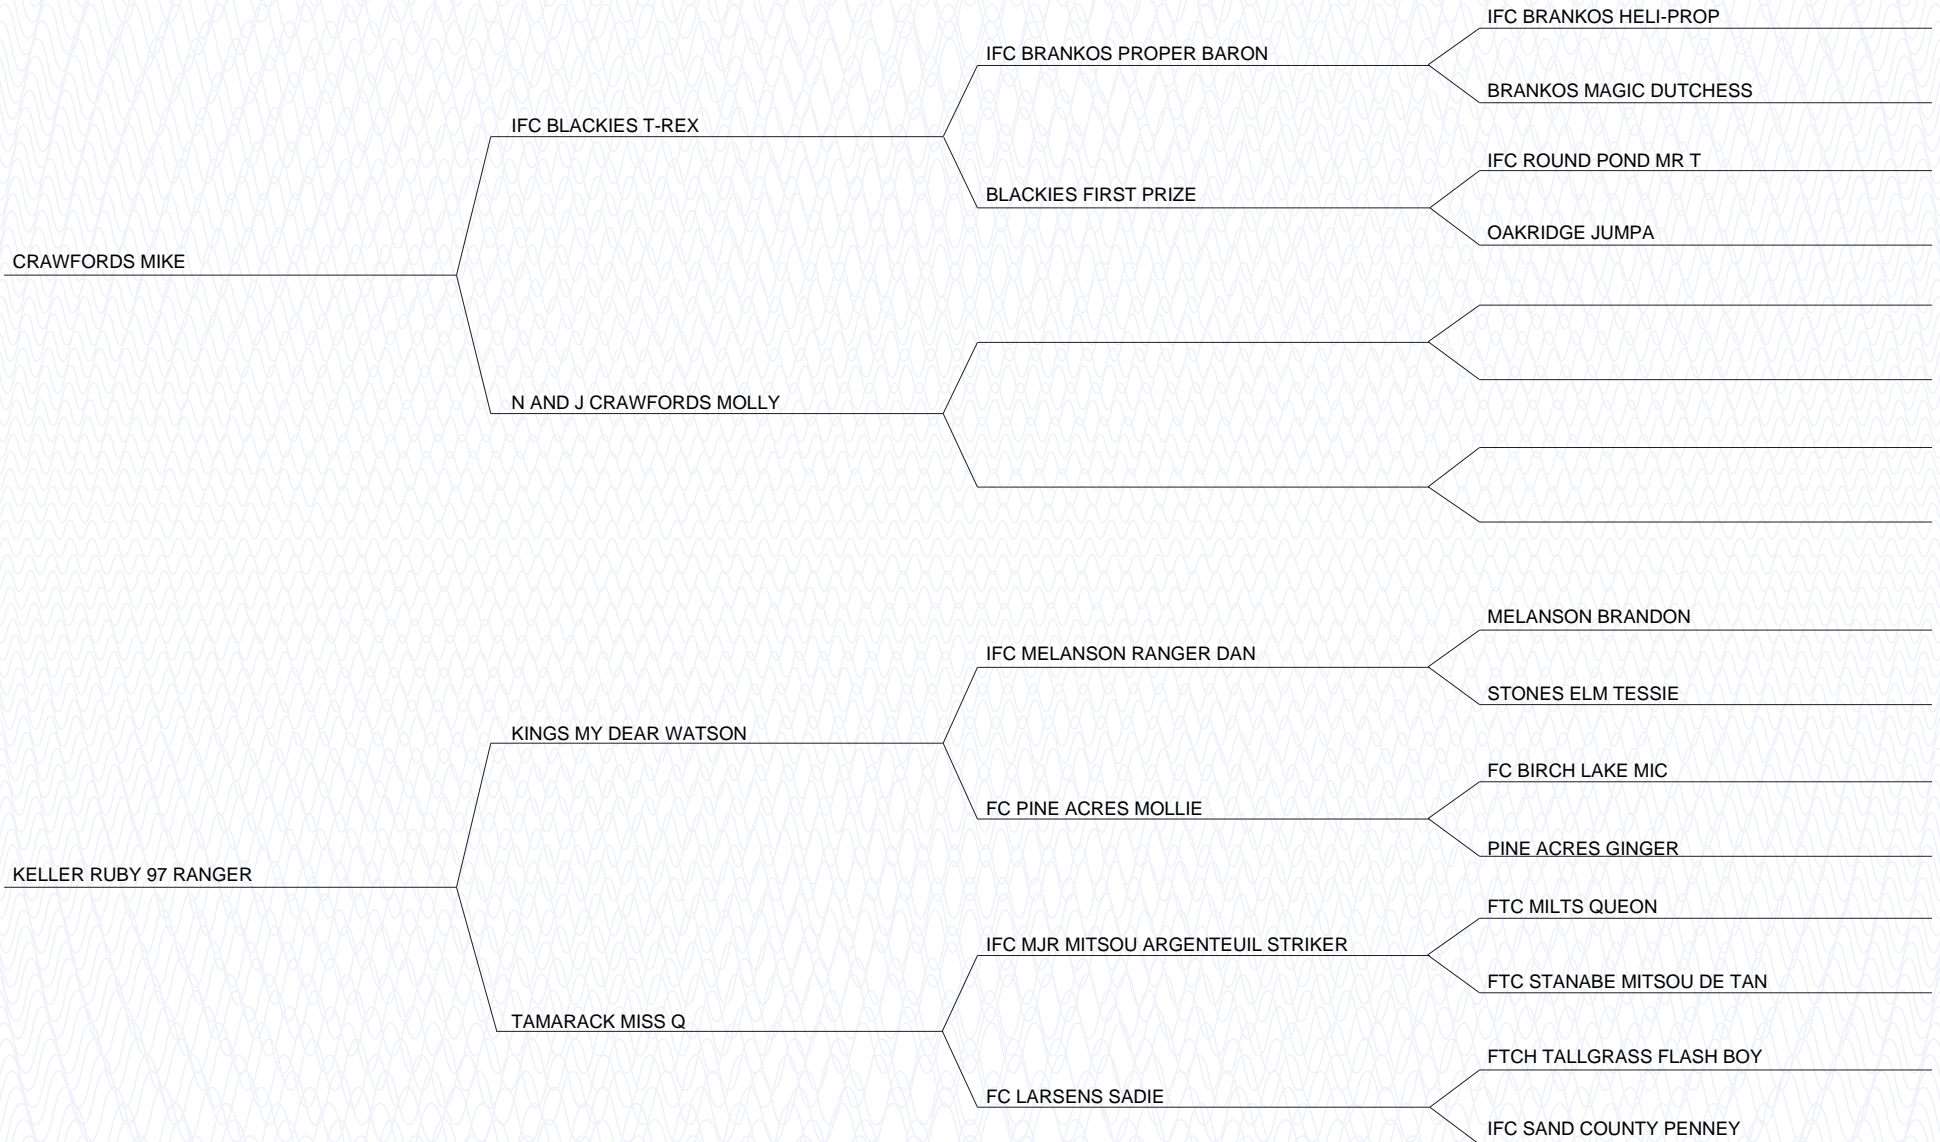 IFC BRANKOS HELI-PROP
IFC BRANKOS PROPER BARON
BRANKOS MAGIC DUTCHESS
IFC BLACKIES T-REX
IFC ROUND POND MR T
BLACKIES FIRST PRIZE
OAKRIDGE JUMPA
CRAWFORDS MIKE
N AND J CRAWFORDS MOLLY
MELANSON BRANDON
IFC MELANSON RANGER DAN
STONES ELM TESSIE
KINGS MY DEAR WATSON
FC BIRCH LAKE MIC
FC PINE ACRES MOLLIE
PINE ACRES GINGER
KELLER RUBY 97 RANGER
FTC MILTS QUEON
IFC MJR MITSOU ARGENTEUIL STRIKER
FTC STANABE MITSOU DE TAN
TAMARACK MISS Q
FTCH TALLGRASS FLASH BOY
FC LARSENS SADIE
IFC SAND COUNTY PENNEY